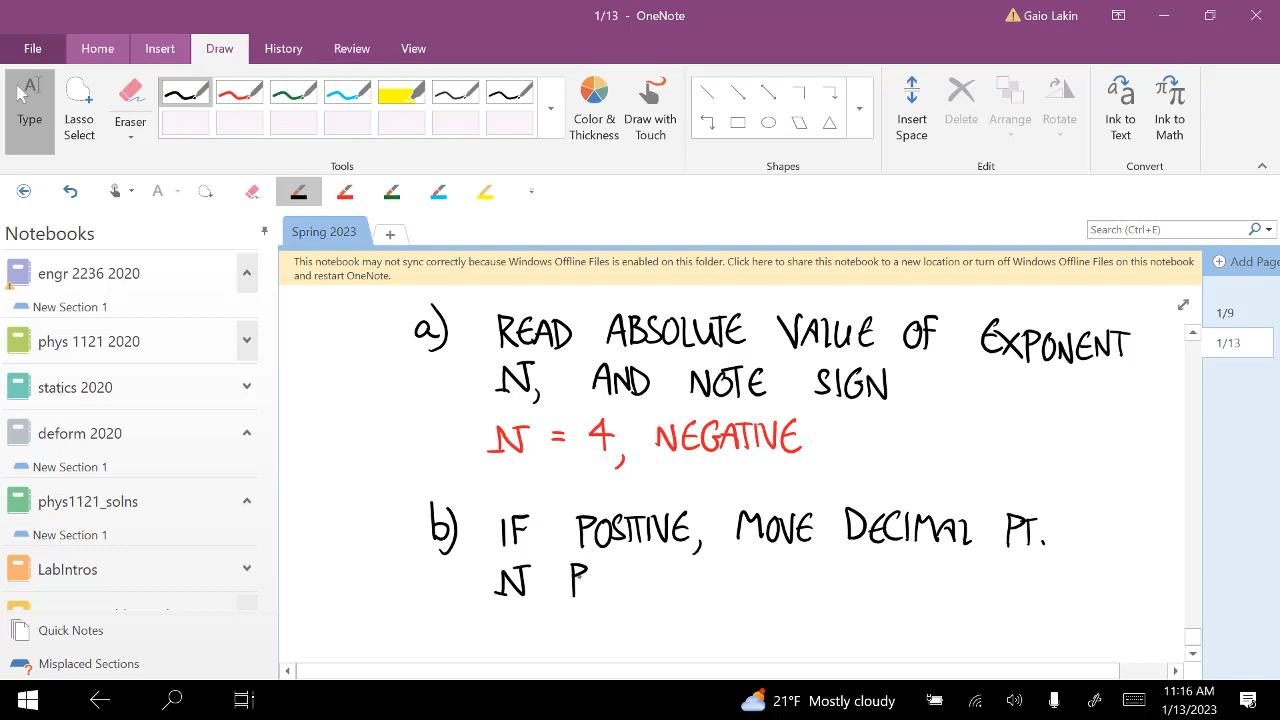 1/13 - OneNote
Gaio Lakin
File Home Insert Draw History Review View
Type
Lasso Select
Eraser
Color & Thickness
Draw with Touch
Insert Space
Delete
Arrange
Rotate
Ink to Text
Ink to Math
Tools
Shapes
Edit
Convert
A
Notebooks
Spring 2023
Search (Ctrl+E)
engr 2236 2020
New Section 1
phys 1121 2020
statics 2020
deform 2020
New Section 1
phys1121_solns
New Section 1
LabIntros
Quick Notes
Misplaced Sections
This notebook may not sync correctly because Windows Offline Files is enabled on this folder. Click here to share this notebook to a new location or turn off Windows Offline Files on this notebook
and restart OneNote.
Add Page
1/9
1/13
a) READ ABSOLUTE VALUE OF EXPONENT
N, AND NOTE SIGN
N = 4, NEGATIVE
b) IF POSTIVE, MOVE DECIMAL PT.
N P
21°F Mostly cloudy
11:16 AM
1/13/2023